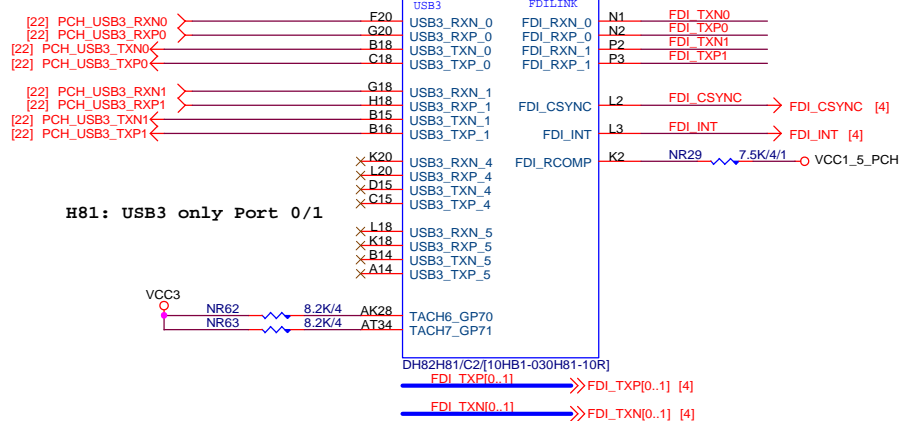 USB3 FDILINK
[22] PCH_USB3_RXN0 F20 USB3_RXN_0 FDI_RXN_0 N1 FDI_TXN0
[22] PCH_USB3_RXP0 G20 USB3_RXP_0 FDI_RXP_0 N2 FDI_TXP0
[22] PCH_USB3_TXN0 B18 USB3_TXN_0 FDI_RXN_1 P2 FDI_TXN1
[22] PCH_USB3_TXP0 C18 USB3_TXP_0 FDI_RXP_1 P3 FDI_TXP1
[22] PCH_USB3_RXN1 G18 USB3_RXN_1
[22] PCH_USB3_RXP1 H18 USB3_RXP_1 FDI_CSYNC L2 FDI_CSYNC FDI_CSYNC [4]
[22] PCH_USB3_TXN1 B15 USB3_TXN_1
[22] PCH_USB3_TXP1 B16 USB3_TXP_1 FDI_INT L3 FDI_INT FDI_INT [4]
K20 USB3_RXN_4 FDI_RCOMP K2 NR29 7.5K/4/1 VCC1_5_PCH
L20 USB3_RXP_4
D15 USB3_TXN_4
C15 USB3_TXP_4
H81: USB3 only Port 0/1
L18 USB3_RXN_5
K18 USB3_RXP_5
B14 USB3_TXN_5
A14 USB3_TXP_5
VCC3
NR62 8.2K/4 AK28 TACH6_GP70
NR63 8.2K/4 AT34 TACH7_GP71
DH82H81/C2/[10HB1-030H81-10R]
FDI_TXP[0..1] FDI_TXP[0..1] [4]
FDI_TXN[0..1] FDI_TXN[0..1] [4]